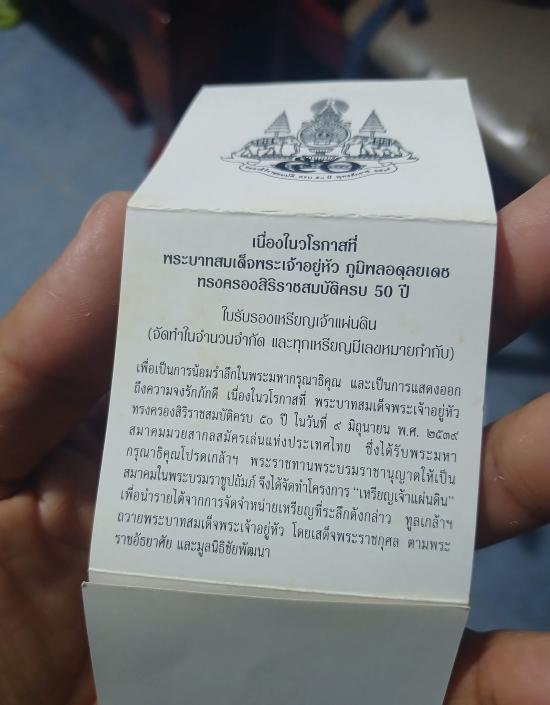 ๕๐
เนื่องในวโรกาสที่
พระบาทสมเด็จพระเจ้าอยู่หัว ภูมิพลอดุลยเดช
ทรงครองสิริราชสมบัติครบ 50 ปี
ใบรับรองเหรียญเจ้าแผ่นดิน
(จัดทำในจำนวนจำกัด และทุกเหรียญมีเลขหมายกำกับ)
เพื่อเป็นการน้อมรำลึกในพระมหากรุณาธิคุณ และเป็นการแสดงออก
ถึงความจงรักภักดี เนื่องในวโรกาสที่ พระบาทสมเด็จพระเจ้าอยู่หัว
ทรงครองสิริราชสมบัติครบ ๕๐ ปี ในวันที่ ๙ มิถุนายน พ.ศ. ๒๕๓๙
สมาคมมวยสากลสมัครเล่นแห่งประเทศไทย ซึ่งได้รับพระมหา
กรุณาธิคุณโปรดเกล้าฯ พระราชทานพระบรมราชานุญาตให้เป็น
สมาคมในพระบรมราชูปถัมภ์ จึงได้จัดทำโครงการ "เหรียญเจ้าแผ่นดิน"
เพื่อนำรายได้จากการจัดจำหน่ายเหรียญที่ระลึกดังกล่าว ทูลเกล้าฯ
ถวายพระบาทสมเด็จพระเจ้าอยู่หัว โดยเสด็จพระราชกุศล ตามพระ
ราชอัธยาศัย และมูลนิธิชัยพัฒนา